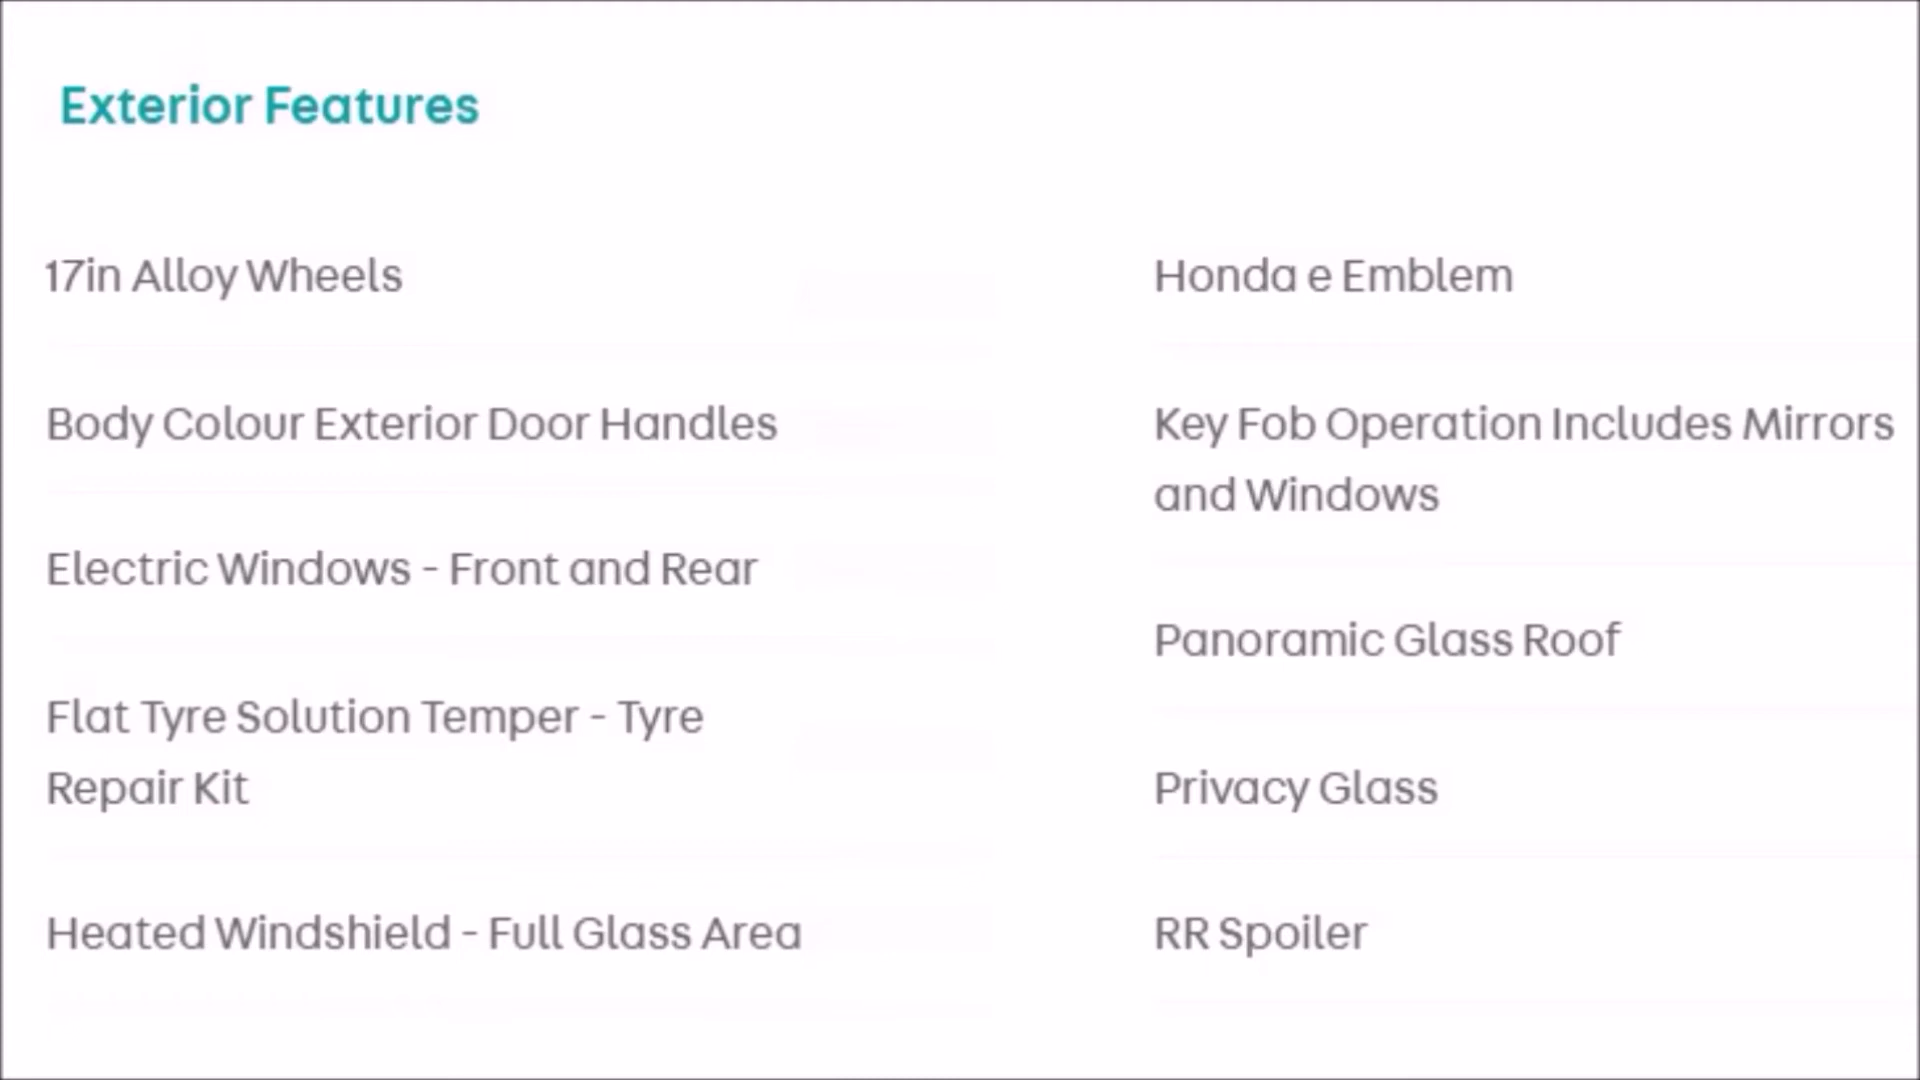 Exterior Features
17in Alloy Wheels
Body Colour Exterior Door Handles
Electric Windows - Front and Rear
Flat Tyre Solution Temper - Tyre
Repair Kit
Heated Windshield - Full Glass Area
Honda e Emblem
Key Fob Operation Includes Mirrors
and Windows
Panoramic Glass Roof
Privacy Glass
RR Spoiler